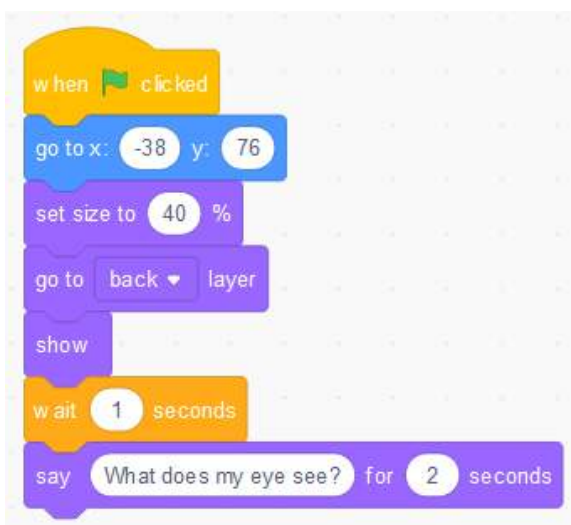 when clicked
go to x: -38 y: 76
set size to 40 %
go to back layer
show
wait 1 seconds
say What does my eye see? for 2 seconds